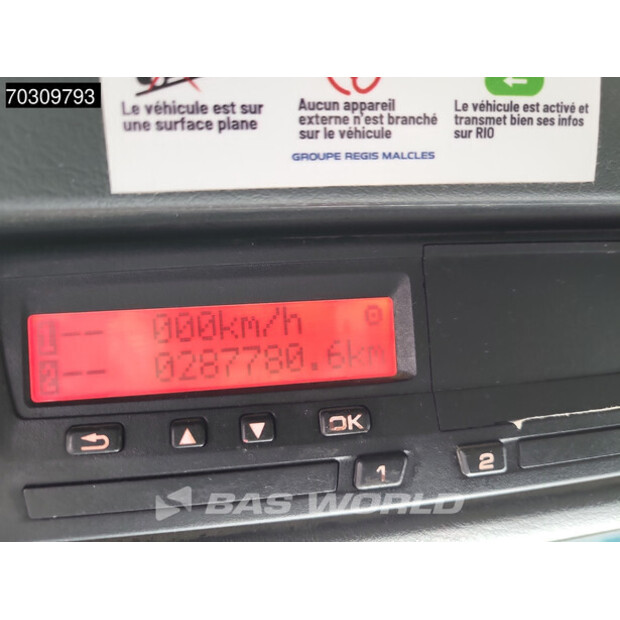 70309793
Le véhicule est sur
une surface plane
Aucun appareil
externe n'est branché
sur le véhicule
Le véhicule est activé et
transmet bien ses infos
sur RIO
GROUPE REGIS MALCLES
1 -- 000km/h
2 -- 0287780.6km
OK
1
2
BAS WORLD